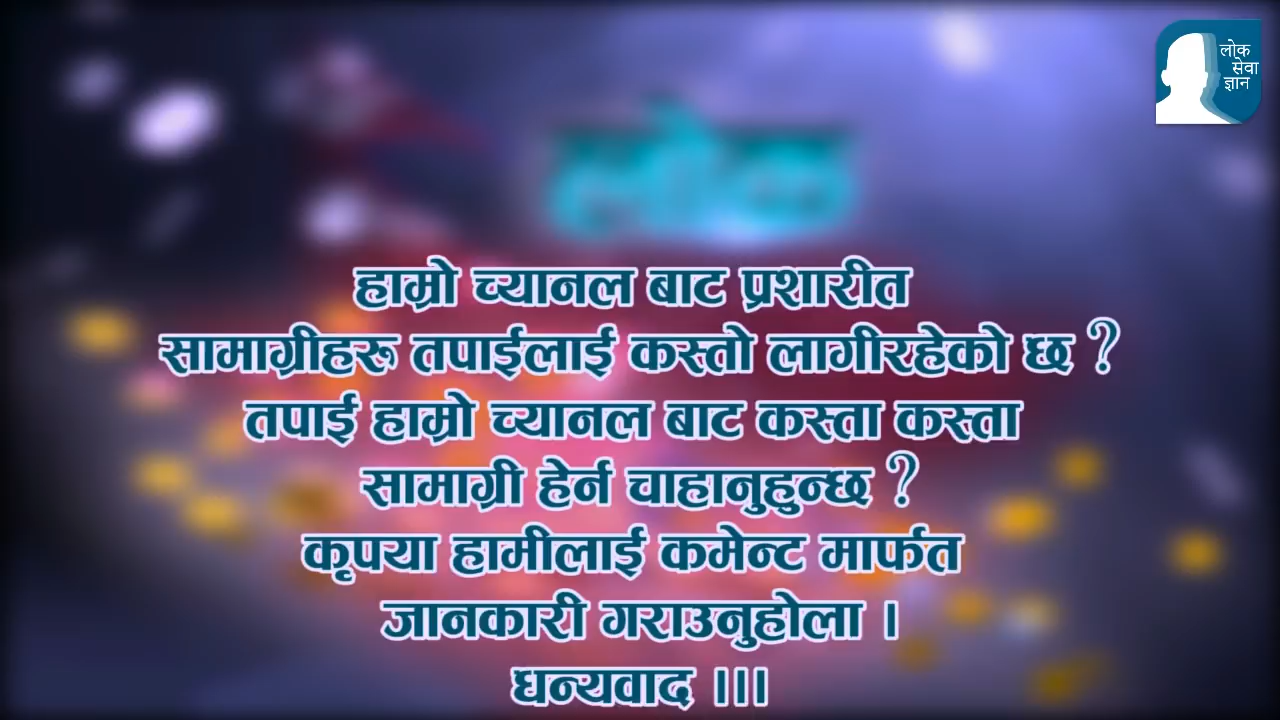 लोक
सेवा
ज्ञान
हाम्रो च्यानल बाट प्रशारीत
सामाग्रीहरू तपाईलाई कस्तो लागीरहेको छ ?
तपाई हाम्रो च्यानल बाट कस्ता कस्ता
सामाग्री हेर्न चाहानुहुन्छ ?
कृपया हामीलाई कमेन्ट मार्फत
जानकारी गराउनुहोला ।
धन्यवाद ।।।